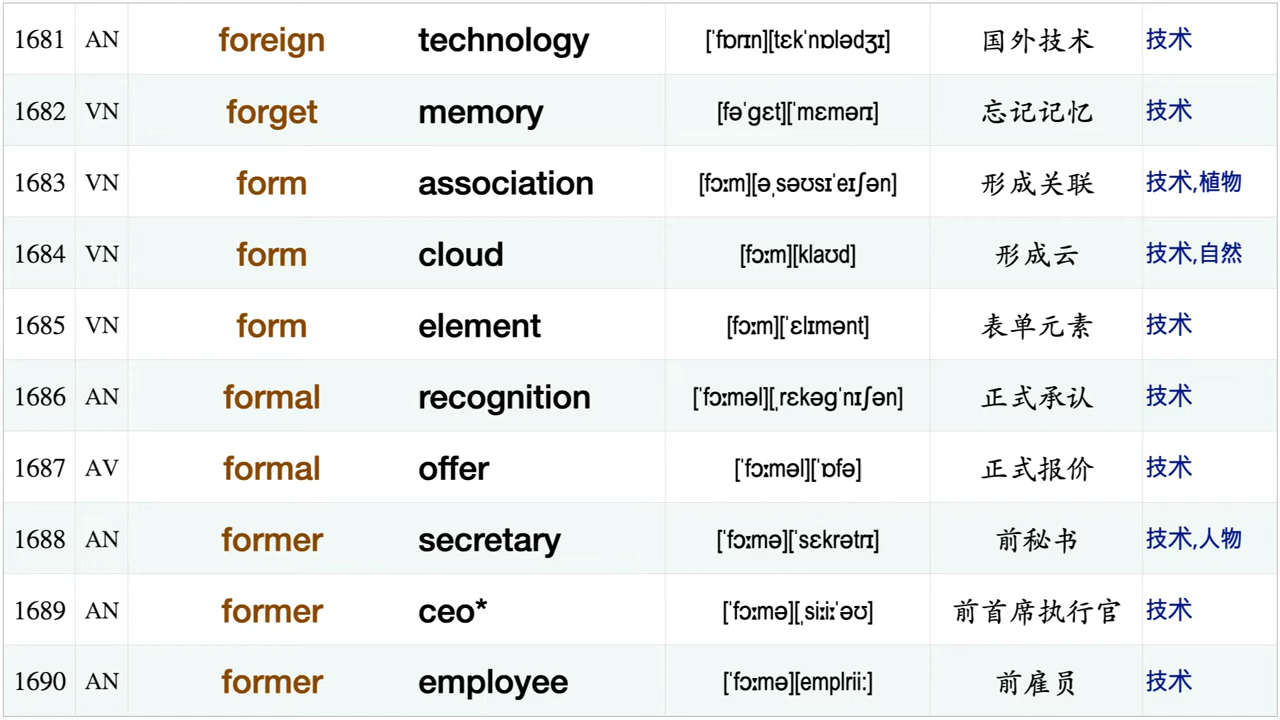 1681 AN foreign technology [ˈfɒrɪn][tɛkˈnɒlədʒɪ] 国外技术 技术
1682 VN forget memory [fəˈɡɛt][ˈmɛmərɪ] 忘记记忆 技术
1683 VN form association [fɔːm][əˌsəʊsɪˈeɪʃən] 形成关联 技术,植物
1684 VN form cloud [fɔːm][klaʊd] 形成云 技术,自然
1685 VN form element [fɔːm][ˈɛlɪmənt] 表单元素 技术
1686 AN formal recognition [ˈfɔːməl][ˌrɛkəɡˈnɪʃən] 正式承认 技术
1687 AV formal offer [ˈfɔːməl][ˈɒfə] 正式报价 技术
1688 AN former secretary [ˈfɔːmə][ˈsɛkrətrɪ] 前秘书 技术,人物
1689 AN former ceo* [ˈfɔːmə][ˌsiːiːˈəʊ] 前首席执行官 技术
1690 AN former employee [ˈfɔːmə][emplrii:] 前雇员 技术